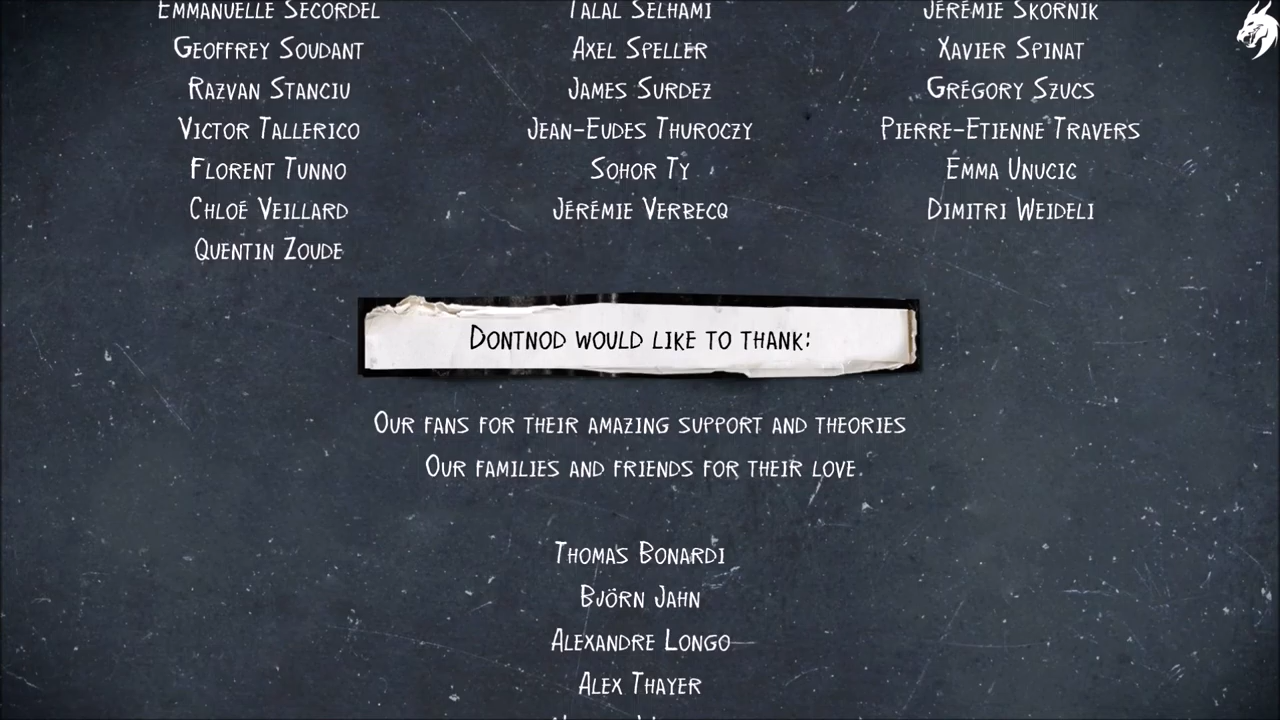 Emmanuelle Secordel Talal Selhami Jérémie Skornik
Geoffrey Soudant Axel Speller Xavier Spinat
Razvan Stanciu James Surdez Grégory Szucs
Victor Tallerico Jean-Eudes Thuroczy Pierre-Etienne Travers
Florent Tunno Sohor Ty Emma Unucic
Chloé Veillard Jérémie Verbecq Dimitri Weideli
Quentin Zoude
Dontnod would like to thank:
Our fans for their amazing support and theories
Our families and friends for their love.
Thomas Bonardi
Björn Jahn
Alexandre Longo
Alex Thayer